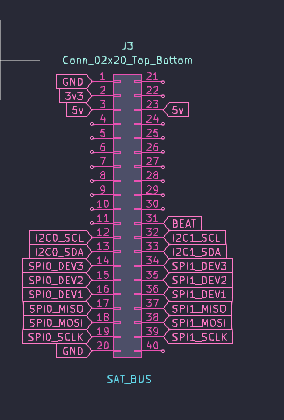 J3
Conn_02x20_Top_Bottom
GND 1 21
3v3 2 22
5v 3 23 5v
4 24
5 25
6 26
7 27
8 28
9 29
10 30
11 31 BEAT
I2C0_SCL 12 32 I2C1_SCL
I2C0_SDA 13 33 I2C1_SDA
SPI0_DEV3 14 34 SPI1_DEV3
SPI0_DEV2 15 35 SPI1_DEV2
SPI0_DEV1 16 36 SPI1_DEV1
SPI0_MISO 17 37 SPI1_MISO
SPI0_MOSI 18 38 SPI1_MOSI
SPI0_SCLK 19 39 SPI1_SCLK
GND 20 40
SAT_BUS